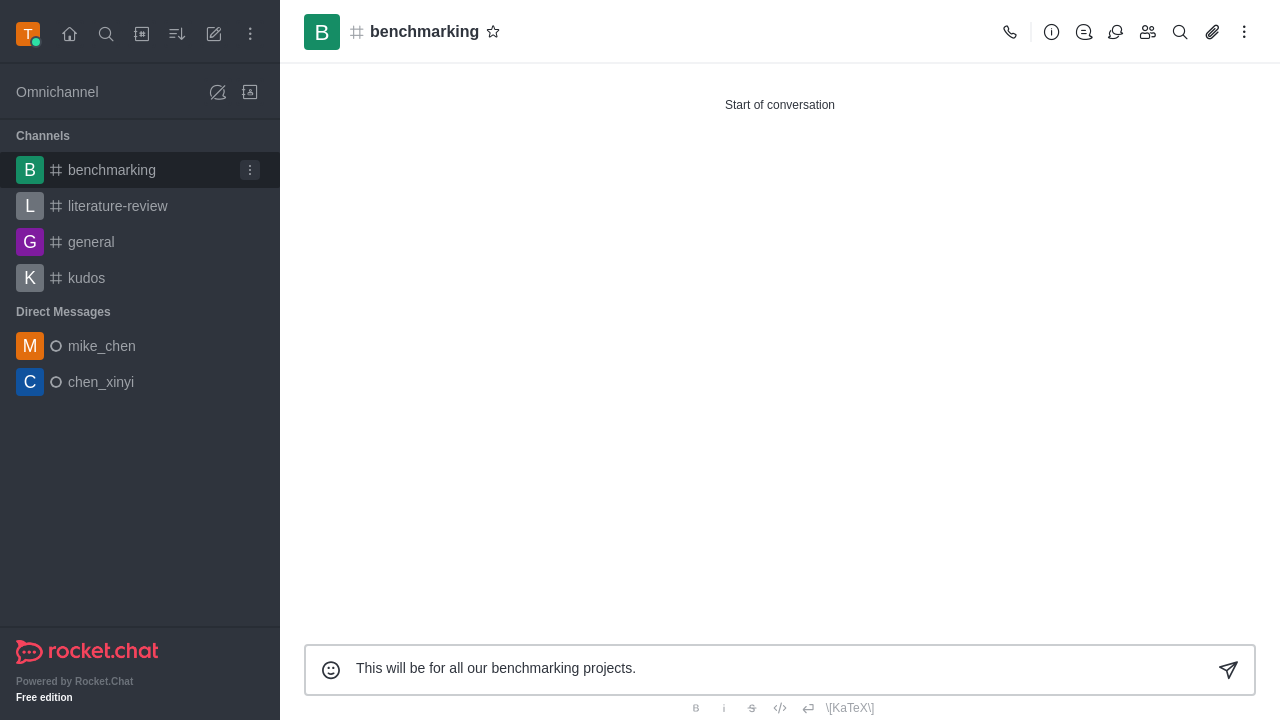 T
Omnichannel
Channels
B benchmarking
L literature-review
G general
K kudos
Direct Messages
M mike_chen
C chen_xinyi
rocket.chat
Powered by Rocket.Chat
Free edition
B benchmarking
Start of conversation
This will be for all our benchmarking projects.
B i S \[KaTeX\]